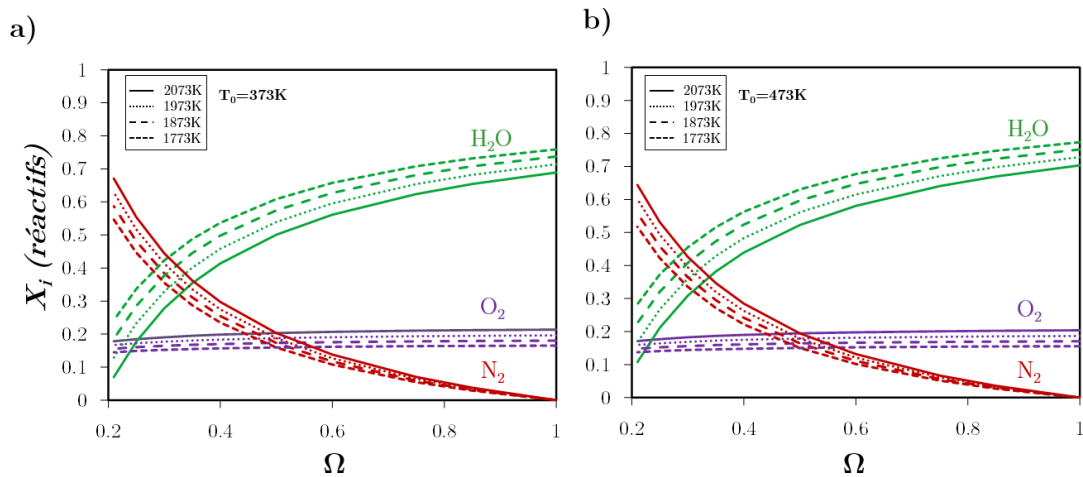 a)
X_i (réactifs)
1
0.9
0.8
0.7
0.6
0.5
0.4
0.3
0.2
0.1
0
2073K
1973K
1873K
1773K
T₀=373K
H₂O
O₂
N₂
0.2
0.4
0.6
0.8
1
Ω
b)
1
0.9
0.8
0.7
0.6
0.5
0.4
0.3
0.2
0.1
0
2073K
1973K
1873K
1773K
T₀=473K
H₂O
O₂
N₂
0.2
0.4
0.6
0.8
1
Ω